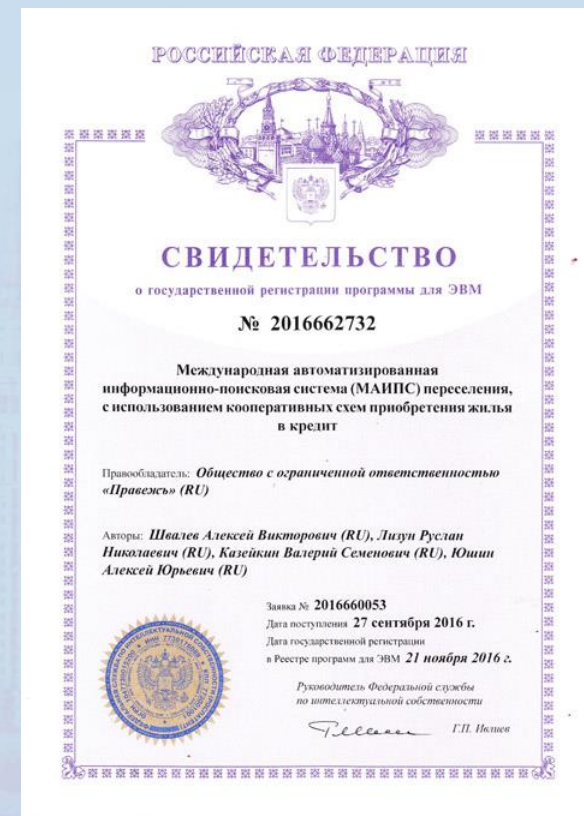 РОССИЙСКАЯ ФЕДЕРАЦИЯ
СВИДЕТЕЛЬСТВО
о государственной регистрации программы для ЭВМ
№ 2016662732
Международная автоматизированная
информационно-поисковая система (МАИПС) переселения,
с использованием кооперативных схем приобретения жилья
в кредит
Правообладатель: Общество с ограниченной ответственностью
«Правежъ» (RU)
Авторы: Швалев Алексей Викторович (RU), Лизун Руслан
Николаевич (RU), Казейкин Валерий Семенович (RU), Юшин
Алексей Юрьевич (RU)
Заявка № 2016660053
Дата поступления 27 сентября 2016 г.
Дата государственной регистрации
в Реестре программ для ЭВМ 21 ноября 2016 г.
Руководитель Федеральной службы
по интеллектуальной собственности
Г.П. Ивлиев